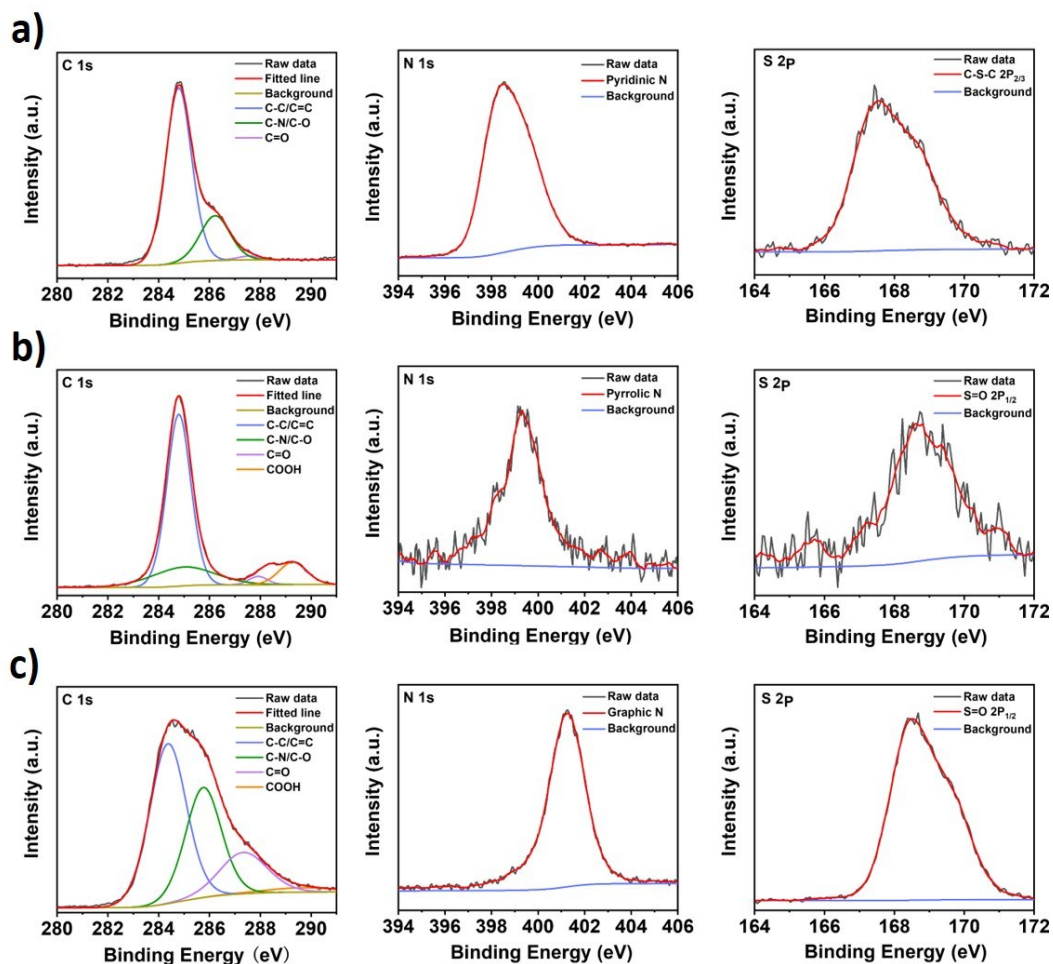 a)
C 1s
Raw data
Fitted line
Background
C-C/C=C
C-N/C-O
C=O
Intensity (a.u.)
280 282 284 286 288 290
Binding Energy (eV)
N 1s
Raw data
Pyridinic N
Background
Intensity (a.u.)
394 396 398 400 402 404 406
Binding Energy (eV)
S 2p
Raw data
C-S-C 2P2/3
Background
Intensity (a.u.)
164 166 168 170 172
Binding Energy (eV)
b)
C 1s
Raw data
Fitted line
Background
C-C/C=C
C-N/C-O
C=O
COOH
Intensity (a.u.)
280 282 284 286 288 290
Binding Energy (eV)
N 1s
Raw data
Pyrrolic N
Background
Intensity (a.u.)
394 396 398 400 402 404 406
Binding Energy (eV)
S 2p
Raw data
S=O 2P1/2
Background
Intensity (a.u.)
164 166 168 170 172
Binding Energy (eV)
c)
C 1s
Raw data
Fitted line
Background
C-C/C=C
C-N/C-O
C=O
COOH
Intensity (a.u.)
280 282 284 286 288 290
Binding Energy (eV)
N 1s
Raw data
Graphic N
Background
Intensity (a.u.)
394 396 398 400 402 404 406
Binding Energy (eV)
S 2p
Raw data
S=O 2P1/2
Background
Intensity (a.u.)
164 166 168 170 172
Binding Energy (eV)